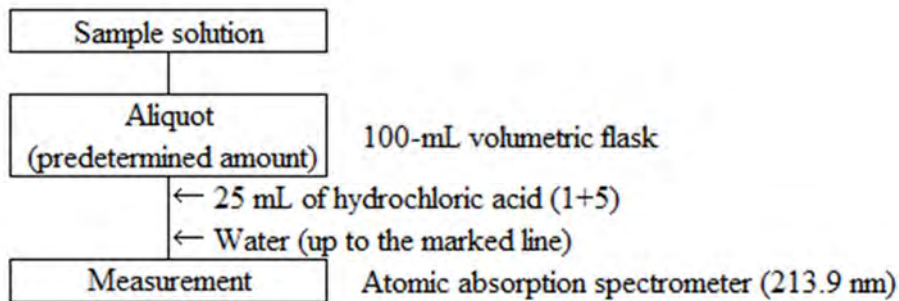 Sample solution
Aliquot
(predetermined amount)
100-mL volumetric flask
← 25 mL of hydrochloric acid (1+5)
← Water (up to the marked line)
Measurement
Atomic absorption spectrometer (213.9 nm)